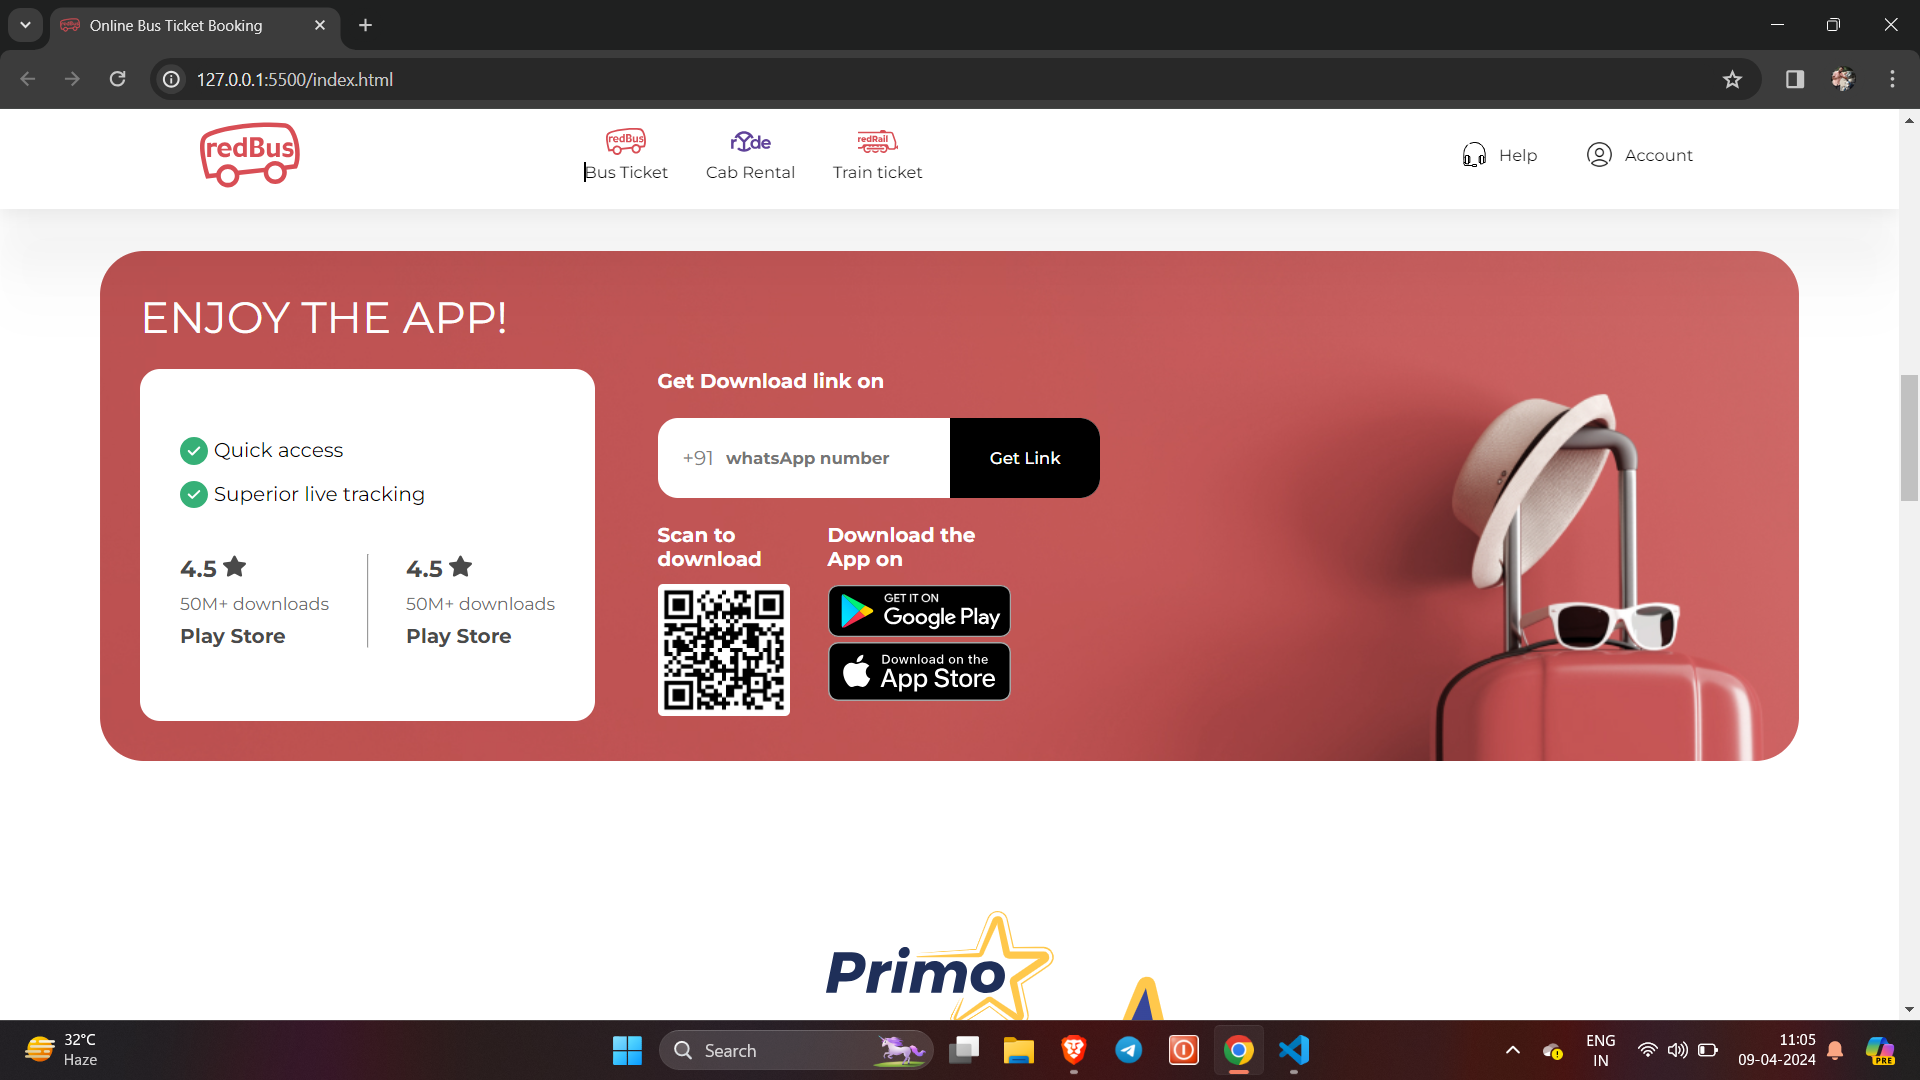 Online Bus Ticket Booking
127.0.0.1:5500/index.html
redBus
redBus
Bus Ticket
rYde
Cab Rental
redRail
Train ticket
Help
Account
ENJOY THE APP!
Quick access
Superior live tracking
4.5
50M+ downloads
Play Store
4.5
50M+ downloads
Play Store
Get Download link on
+91 whatsApp number
Get Link
Scan to
download
Download the
App on
GET IT ON
Google Play
Download on the
App Store
Primo
32°C
Haze
Search
ENG
IN
11:05
09-04-2024
PRE